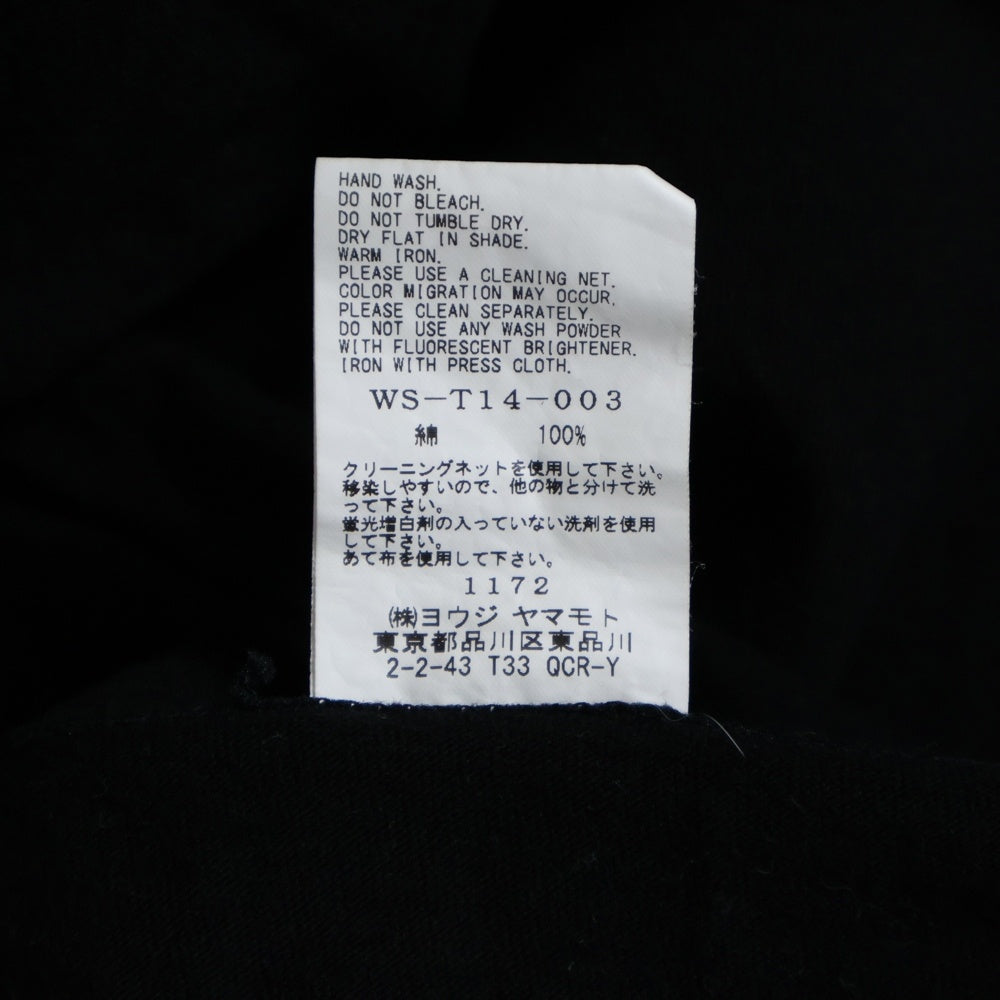 HAND WASH.
DO NOT BLEACH.
DO NOT TUMBLE DRY.
DRY FLAT IN SHADE.
WARM IRON.
PLEASE USE A CLEANING NET.
COLOR MIGRATION MAY OCCUR.
PLEASE CLEAN SEPARATELY.
DO NOT USE ANY WASH POWDER
WITH FLUORESCENT BRIGHTENER.
IRON WITH PRESS CLOTH.
WS-T14-003
綿 100%
クリーニングネットを使用して下さい。
移染しやすいので、他の物と分けて洗
って下さい。
蛍光増白剤の入っていない洗剤を使用
して下さい。
あて布を使用して下さい。
1172
(株)ヨウジ ヤマモト
東京都品川区東品川
2-2-43 T33 QCR-Y